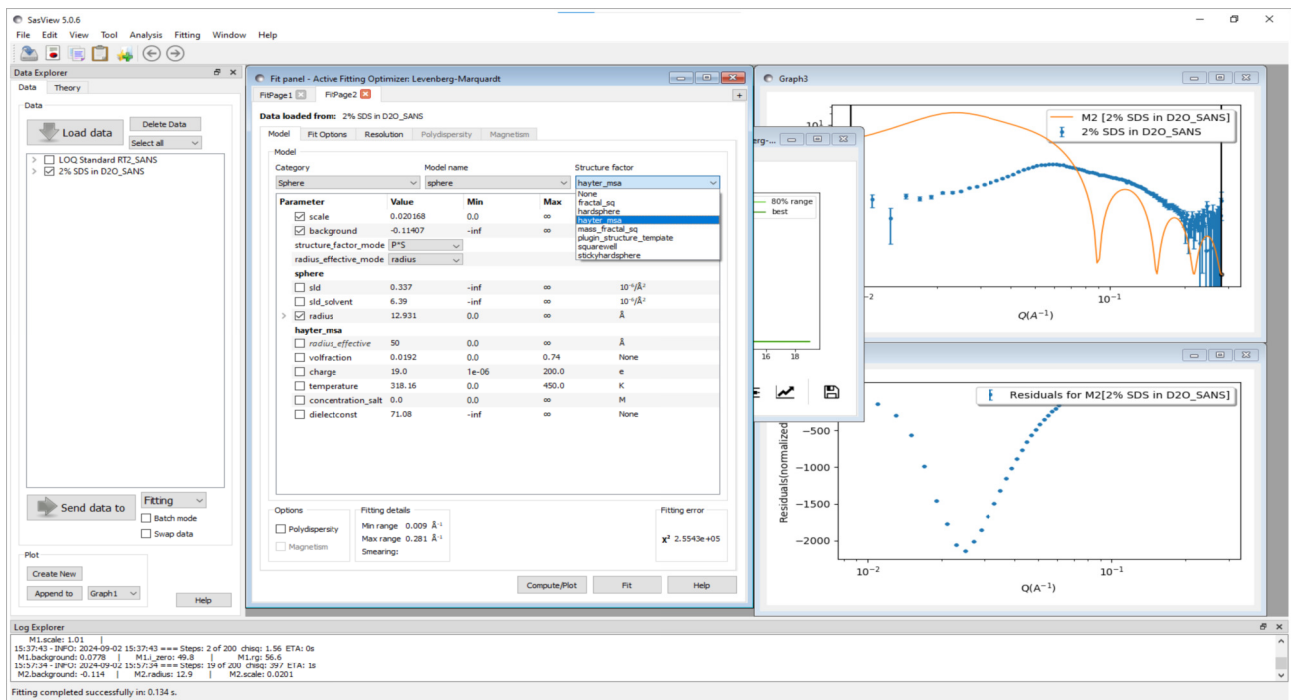 SasView 5.0.6
File Edit View Tool Analysis Fitting Window Help
Data Explorer
Data Theory
Data
Load data
Delete Data
Select all
LOQ Standard RT2_SANS
2% SDS in D2O_SANS
Send data to
Fitting
Batch mode
Swap data
Plot
Create New
Append to Graph1
Help
Fit panel - Active Fitting Optimizer: Levenberg-Marquardt
FitPage1 FitPage2
+
Data loaded from: 2% SDS in D2O_SANS
Model Fit Options Resolution Polydispersity Magnetism
Model
Category Model name Structure factor
Sphere sphere hayter_msa
None
fractal_sq
hardsphere
hayter_msa
mass_fractal_sq
plugin_structure_template
squarewell
stickyhardsphere
Parameter Value Min Max
scale 0.020168 0.0 ∞
background -0.11407 -inf ∞
structure_factor_mode P*S
radius_effective_mode radius
sphere
sld 0.337 -inf ∞ 10⁻⁶/Å²
sld_solvent 6.39 -inf ∞ 10⁻⁶/Å²
radius 12.931 0.0 ∞ Å
hayter_msa
radius_effective 50 0.0 ∞ Å
volfraction 0.0192 0.0 0.74 None
charge 19.0 1e-06 200.0 e
temperature 318.16 0.0 450.0 K
concentration_salt 0.0 0.0 ∞ M
dielectconst 71.08 -inf ∞ None
Options
Polydispersity
Magnetism
Fitting details
Min range 0.009 Å⁻¹
Max range 0.281 Å⁻¹
Smearing:
Fitting error
χ² 2.5543e+05
Compute/Plot Fit Help
erg-...
80% range
best
16 18
Graph3
10¹
M2 [2% SDS in D2O_SANS]
2% SDS in D2O_SANS
10⁻¹
Q(A⁻¹)
Residuals for M2[2% SDS in D2O_SANS]
Residuals(normalized
−500
−1000
−1500
−2000
10⁻² 10⁻¹
Q(A⁻¹)
Log Explorer
M1.scale: 1.01 |
15:37:43 - INFO: 2024-09-02 15:37:43 === Steps: 2 of 200 chisq: 1.56 ETA: 0s
M1.background: 0.0778 | M1.i_zero: 49.8 | M1.rg: 56.6
15:57:34 - INFO: 2024-09-02 15:57:34 === Steps: 19 of 200 chisq: 397 ETA: 1s
M2.background: -0.114 | M2.radius: 12.9 | M2.scale: 0.0201
Fitting completed successfully in: 0.134 s.